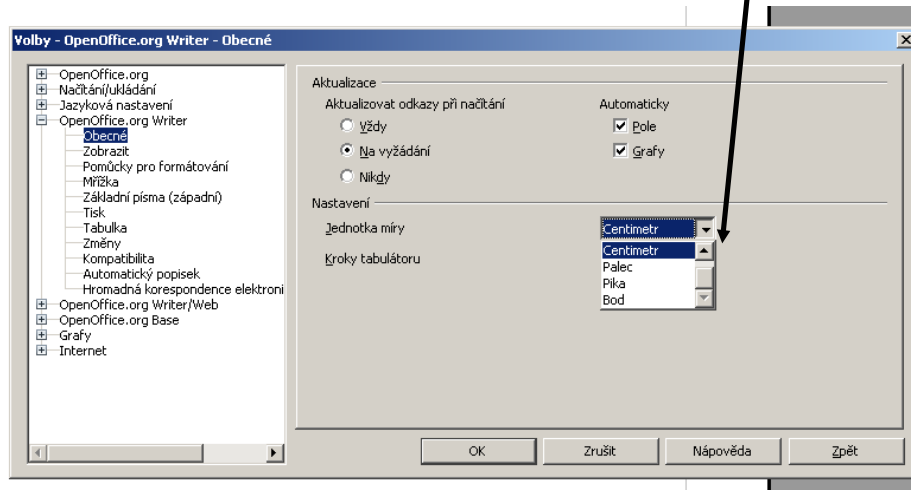 Volby - OpenOffice.org Writer - Obecné
OpenOffice.org
Načítání/ukládání
Jazyková nastavení
OpenOffice.org Writer
Obecné
Zobrazit
Pomůcky pro formátování
Mřížka
Základní písma (západní)
Tisk
Tabulka
Změny
Kompatibilita
Automatický popisek
Hromadná korespondence elektroni
OpenOffice.org Writer/Web
OpenOffice.org Base
Grafy
Internet
Aktualizace
Aktualizovat odkazy při načítání
Vždy
Na vyžádání
Nikdy
Automaticky
Pole
Grafy
Nastavení
Jednotka míry
Centimetr
Centimetr
Palec
Pika
Bod
Kroky tabulátoru
OK
Zrušit
Nápověda
Zpět